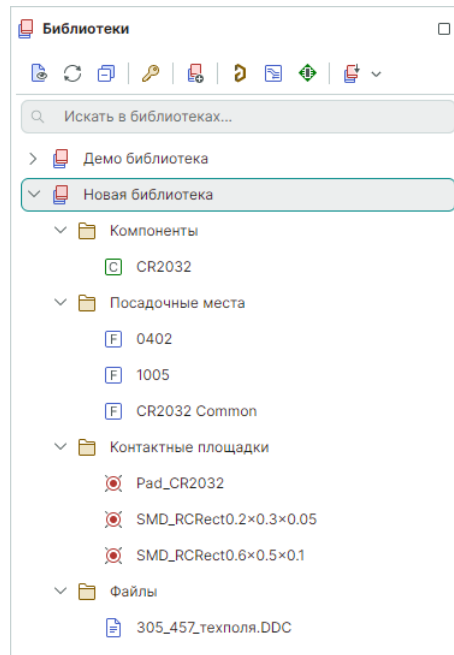 Библиотеки
Искать в библиотеках...
Демо библиотека
Новая библиотека
Компоненты
C CR2032
Посадочные места
F 0402
F 1005
F CR2032 Common
Контактные площадки
Pad_CR2032
SMD_RCRect0.2×0.3×0.05
SMD_RCRect0.6×0.5×0.1
Файлы
305_457_техполя.DDC